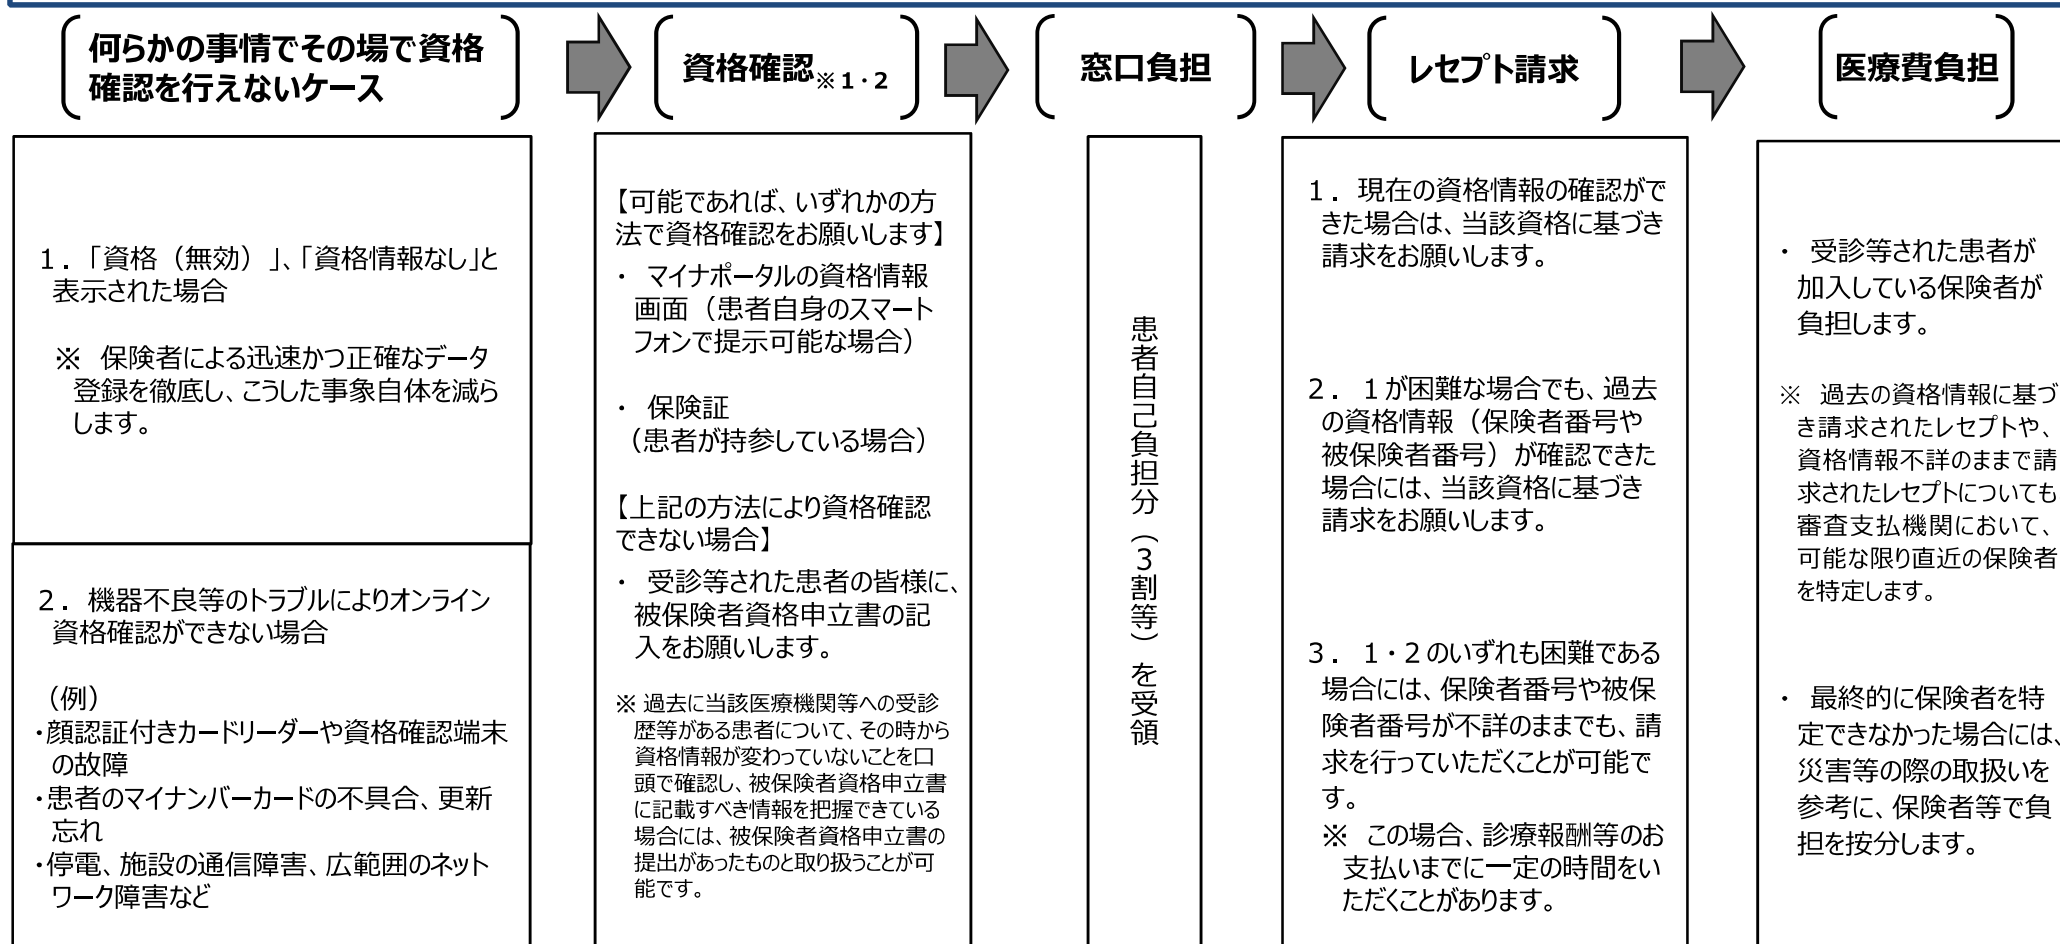 何らかの事情でその場で資格
確認を行えないケース
資格確認※1・2
窓口負担
レセプト請求
医療費負担
1．「資格（無効）」、「資格情報なし」と
表示された場合
※ 保険者による迅速かつ正確なデータ
登録を徹底し、こうした事象自体を減ら
します。
2．機器不良等のトラブルによりオンライン
資格確認ができない場合
（例）
・顔認証付きカードリーダーや資格確認端末
の故障
・患者のマイナンバーカードの不具合、更新
忘れ
・停電、施設の通信障害、広範囲のネット
ワーク障害など
【可能であれば、いずれかの方
法で資格確認をお願いします】
・ マイナポータルの資格情報
画面（患者自身のスマート
フォンで提示可能な場合）
・ 保険証
（患者が持参している場合）
【上記の方法により資格確認
できない場合】
・ 受診等された患者の皆様に、
被保険者資格申立書の記
入をお願いします。
※ 過去に当該医療機関等への受診
歴等がある患者について、その時から
資格情報が変わっていないことを口
頭で確認し、被保険者資格申立書
に記載すべき情報を把握できている
場合には、被保険者資格申立書の
提出があったものと取り扱うことが可
能です。
患者自己負担分（3割等）を受領
1． 現在の資格情報の確認がで
きた場合は、当該資格に基づき
請求をお願いします。
2． 1が困難な場合でも、過去
の資格情報（保険者番号や
被保険者番号）が確認できた
場合には、当該資格に基づき
請求をお願いします。
3． 1・2のいずれも困難である
場合には、保険者番号や被保
険者番号が不詳のままでも、請
求を行っていただくことが可能で
す。
※ この場合、診療報酬等のお
支払いまでに一定の時間をい
ただくことがあります。
・ 受診等された患者が
加入している保険者が
負担します。
※ 過去の資格情報に基づ
き請求されたレセプトや、
資格情報不詳のままで請
求されたレセプトについても
審査支払機関において、
可能な限り直近の保険者
を特定します。
・ 最終的に保険者を特
定できなかった場合には、
災害等の際の取扱いを
参考に、保険者等で負
担を按分します。